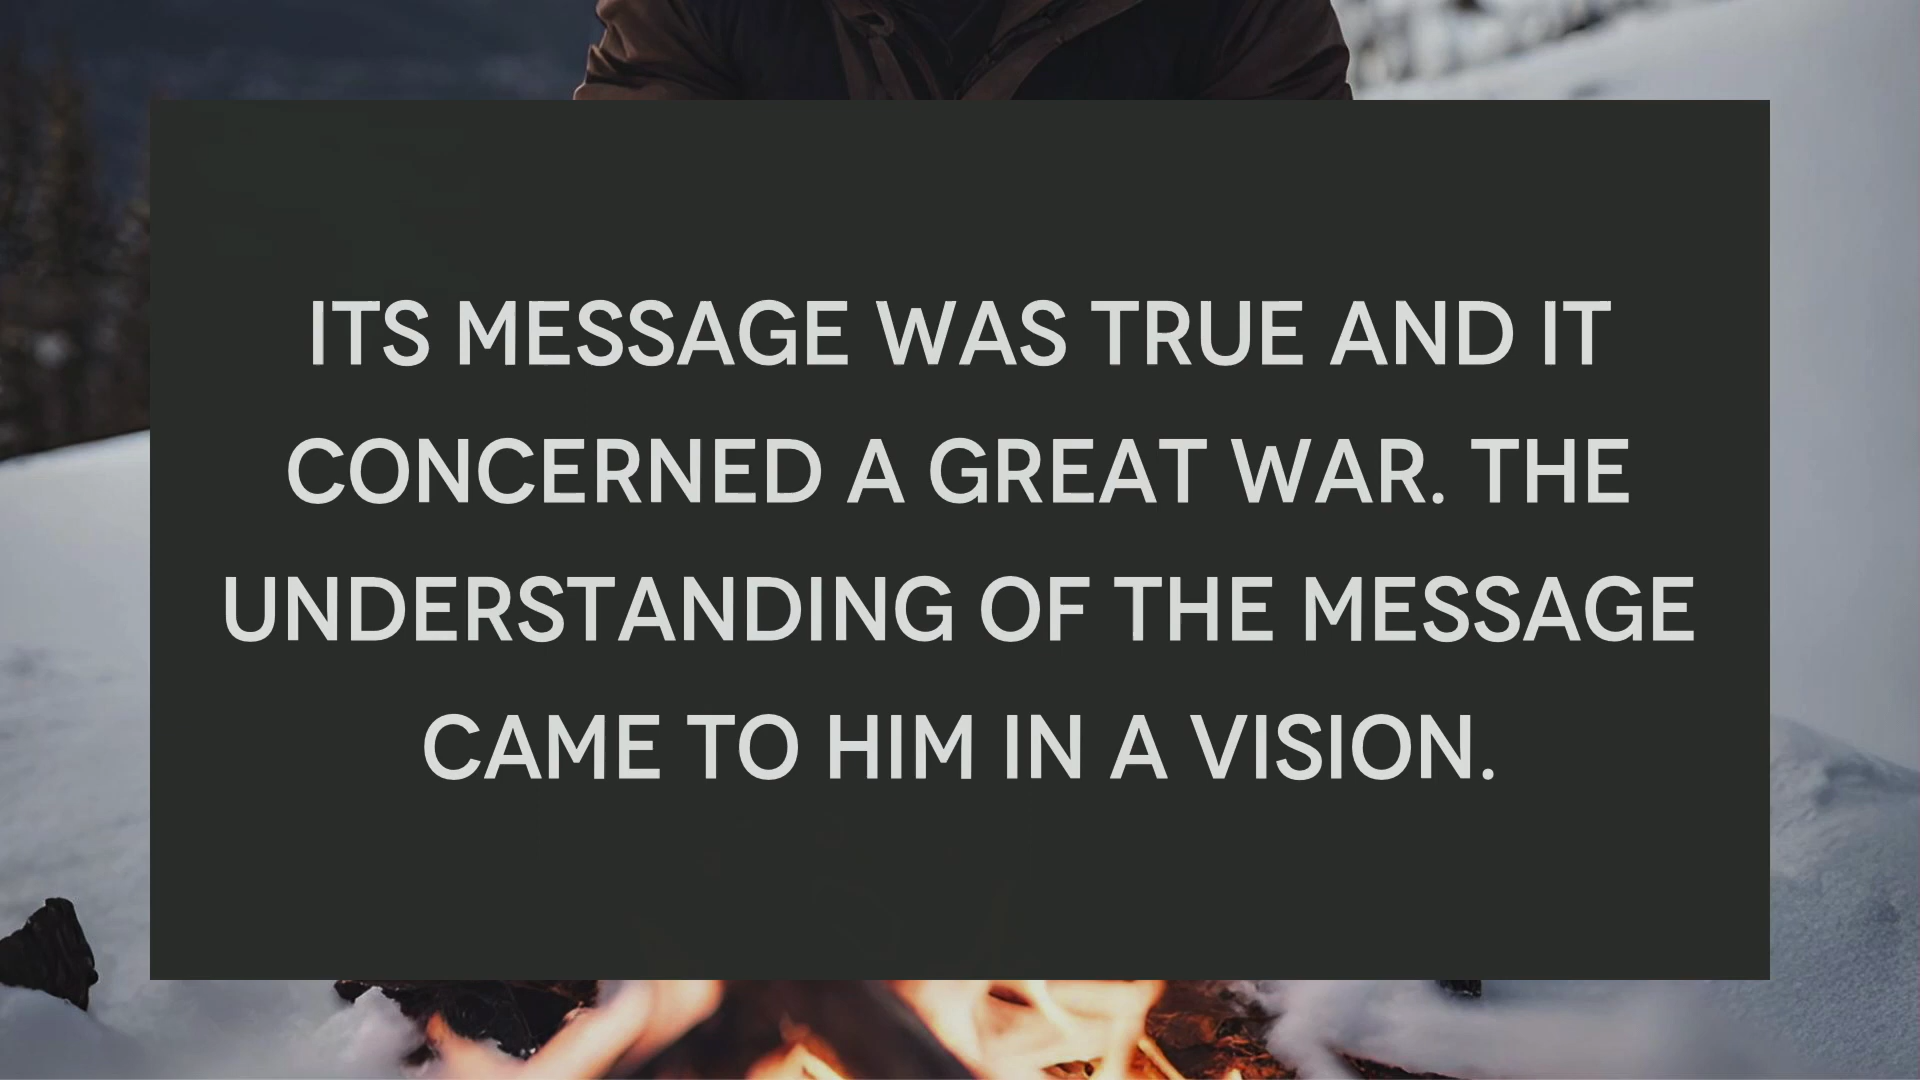 ITS MESSAGE WAS TRUE AND IT
CONCERNED A GREAT WAR. THE
UNDERSTANDING OF THE MESSAGE
CAME TO HIM IN A VISION.